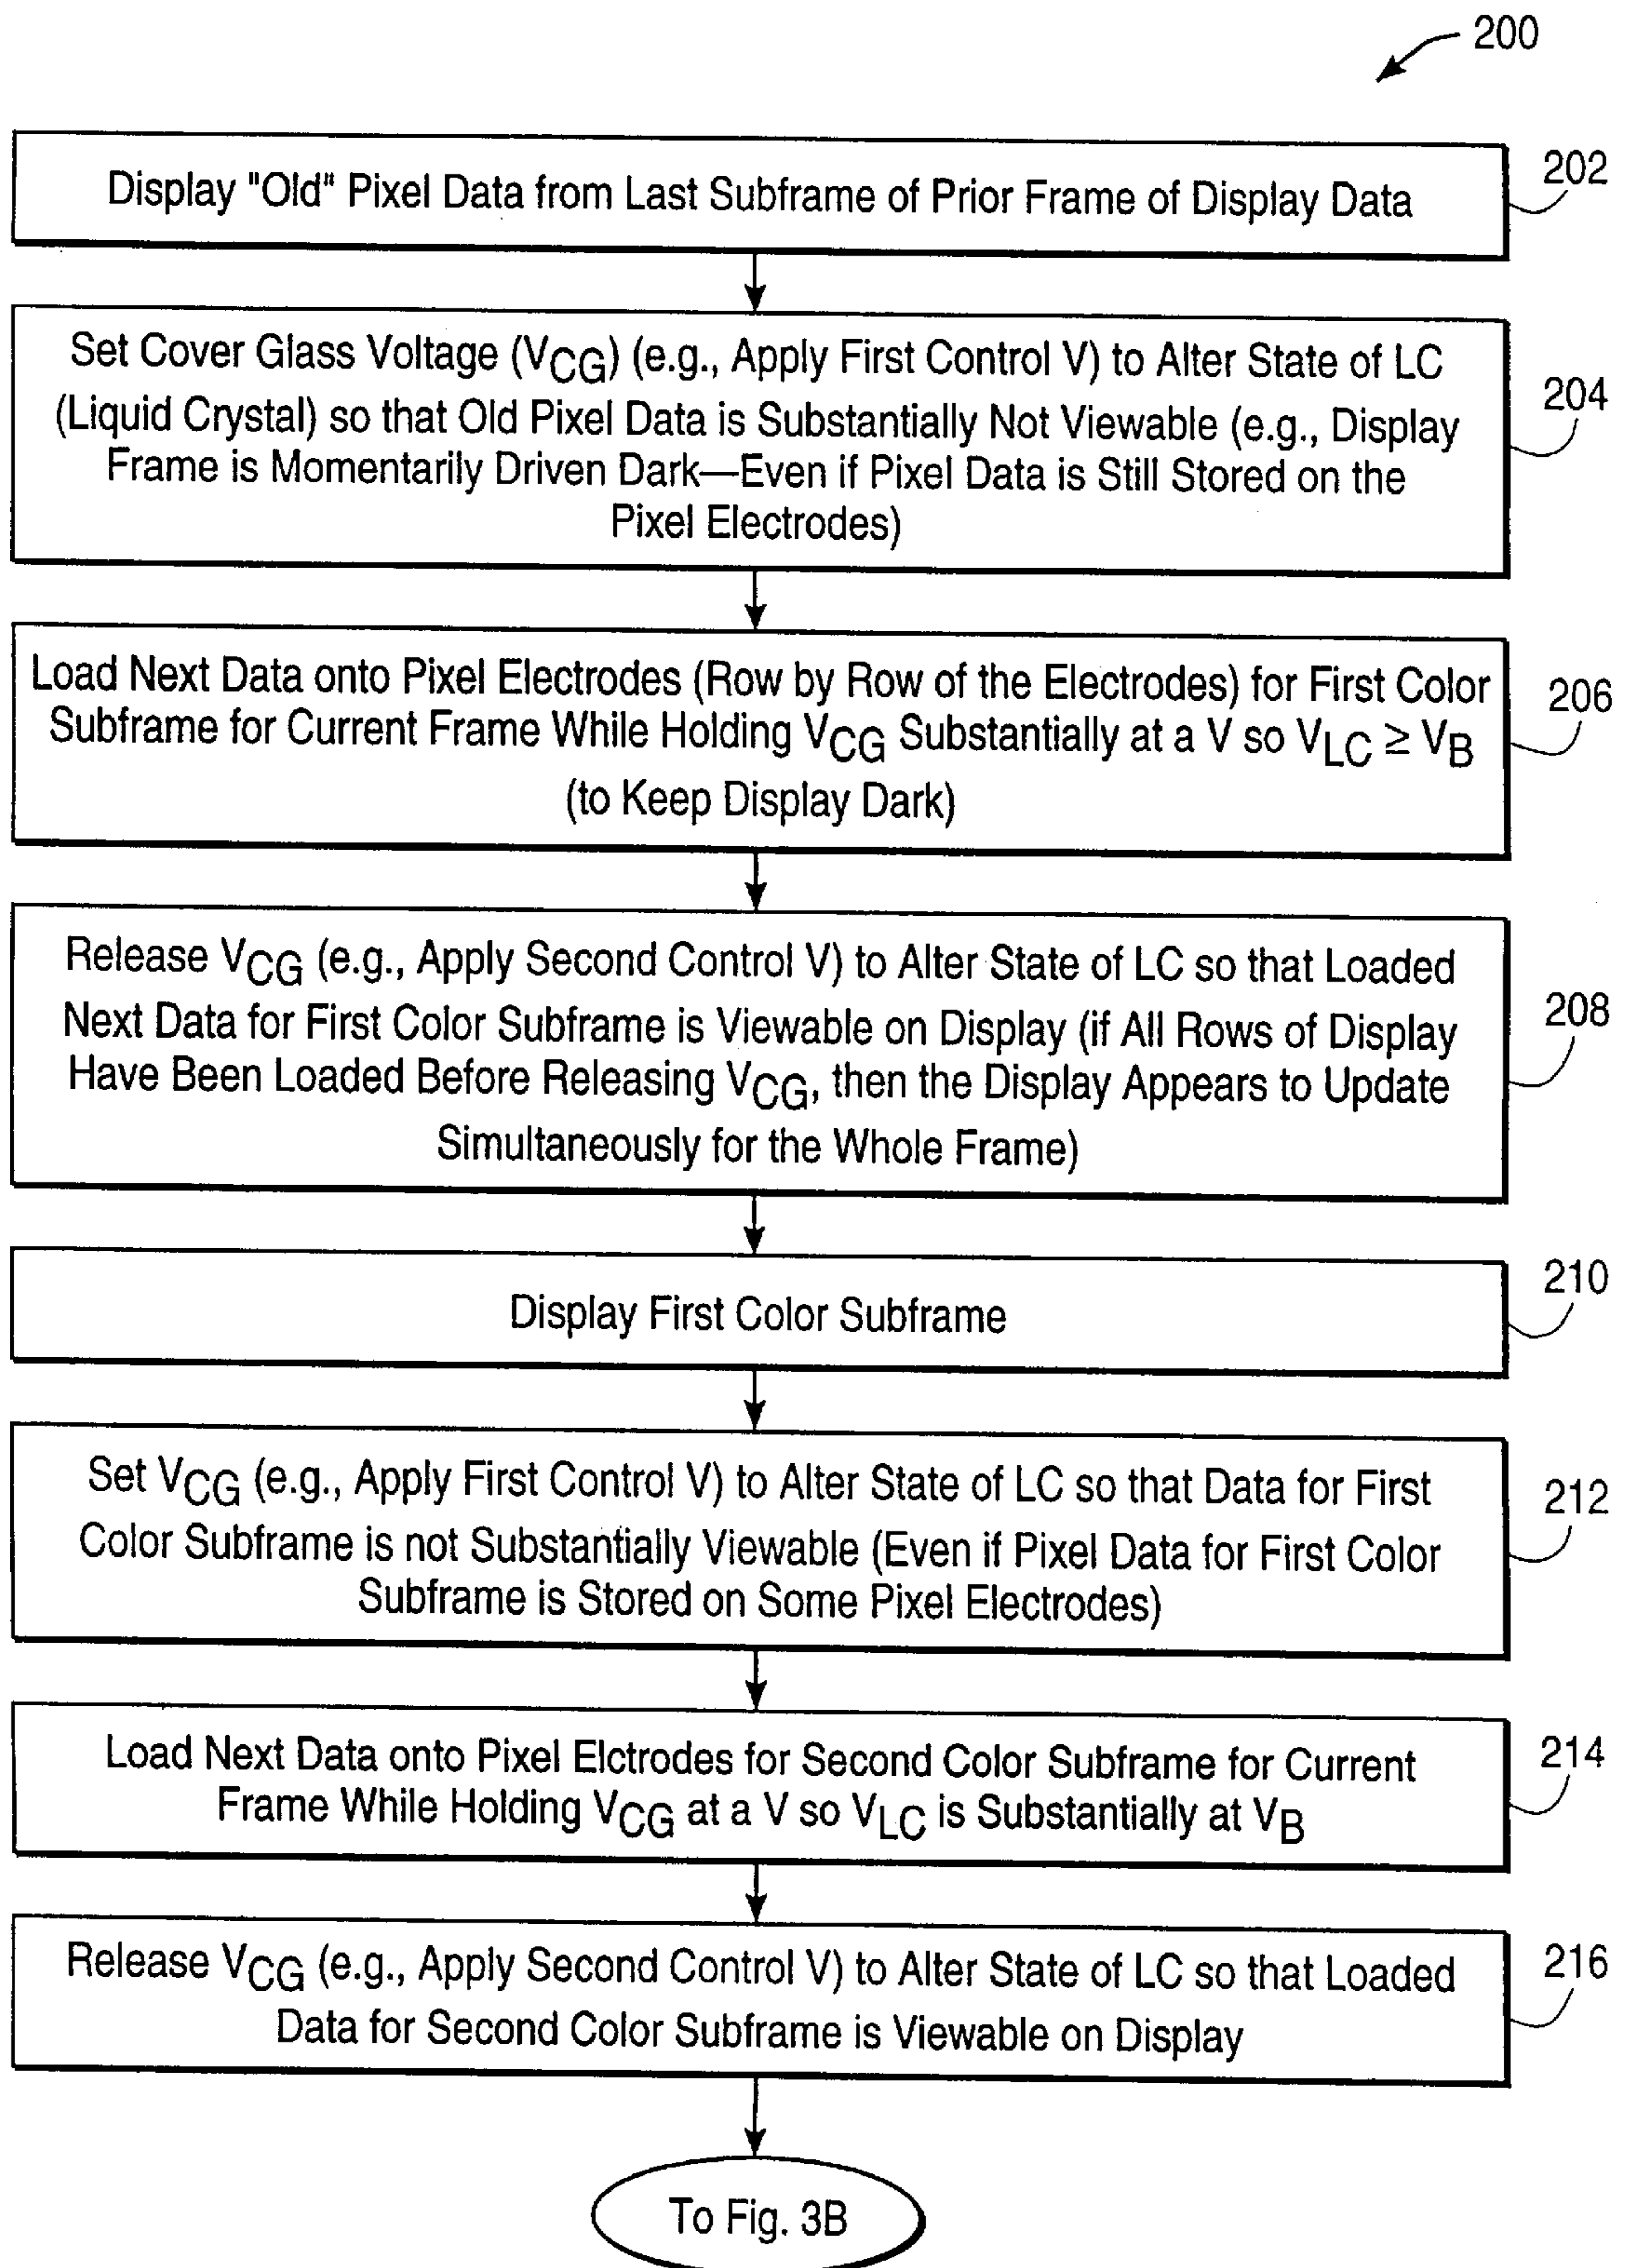 200
Display "Old" Pixel Data from Last Subframe of Prior Frame of Display Data
202
Set Cover Glass Voltage (VCG) (e.g., Apply First Control V) to Alter State of LC
(Liquid Crystal) so that Old Pixel Data is Substantially Not Viewable (e.g., Display
Frame is Momentarily Driven Dark—Even if Pixel Data is Still Stored on the
Pixel Electrodes)
204
Load Next Data onto Pixel Electrodes (Row by Row of the Electrodes) for First Color
Subframe for Current Frame While Holding VCG Substantially at a V so VLC ≥ VB
(to Keep Display Dark)
206
Release VCG (e.g., Apply Second Control V) to Alter State of LC so that Loaded
Next Data for First Color Subframe is Viewable on Display (if All Rows of Display
Have Been Loaded Before Releasing VCG, then the Display Appears to Update
Simultaneously for the Whole Frame)
208
Display First Color Subframe
210
Set VCG (e.g., Apply First Control V) to Alter State of LC so that Data for First
Color Subframe is not Substantially Viewable (Even if Pixel Data for First Color
Subframe is Stored on Some Pixel Electrodes)
212
Load Next Data onto Pixel Elctrodes for Second Color Subframe for Current
Frame While Holding VCG at a V so VLC is Substantially at VB
214
Release VCG (e.g., Apply Second Control V) to Alter State of LC so that Loaded
Data for Second Color Subframe is Viewable on Display
216
To Fig. 3B